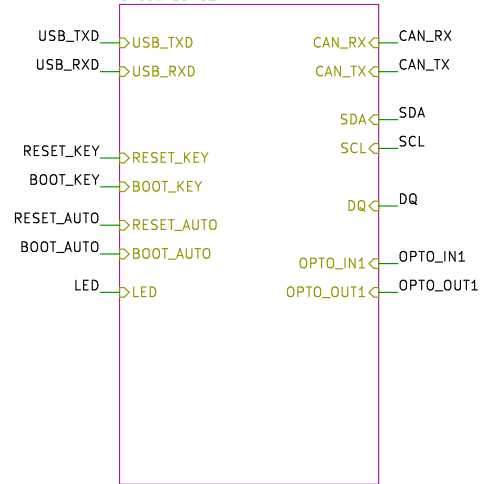 USB_TXD USB_TXD CAN_RX CAN_RX
USB_RXD USB_RXD CAN_TX CAN_TX
SDA SDA
SCL SCL
RESET_KEY RESET_KEY
BOOT_KEY BOOT_KEY
DQ DQ
RESET_AUTO RESET_AUTO
BOOT_AUTO BOOT_AUTO
OPTO_IN1 OPTO_IN1
LED LED OPTO_OUT1 OPTO_OUT1